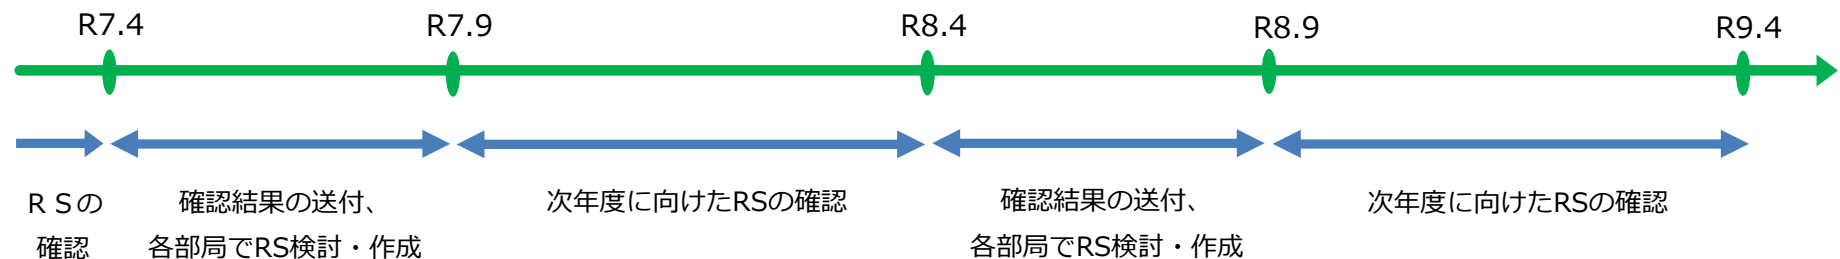 R7.4
R7.9
R8.4
R8.9
R9.4
ＲＳの
確認
確認結果の送付、
各部局でRS検討・作成
次年度に向けたRSの確認
確認結果の送付、
各部局でRS検討・作成
次年度に向けたRSの確認